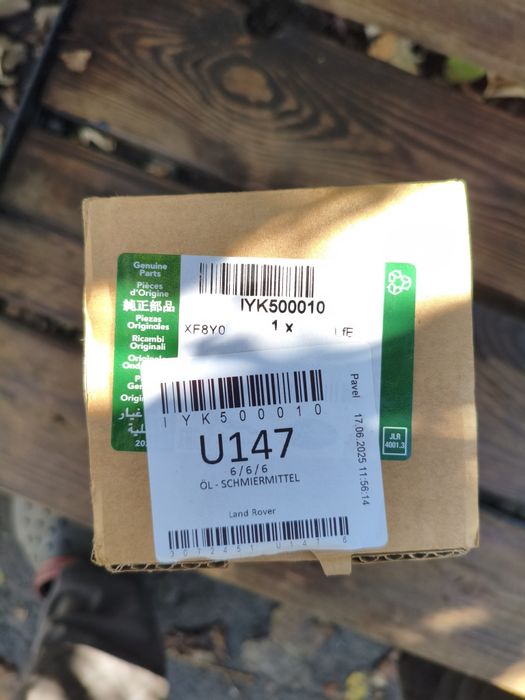 Genuine
Parts
Pièces
d'Origine
純正部品
Piezas
Originales
Ricambi
Originali
IYK500010
XF8Y0
1 x
JLR
4001.3
IYK500010
U147
6/6/6
ÖL - SCHMIERMITTEL
Land Rover
Pavel 17.06.2025 11:56:14